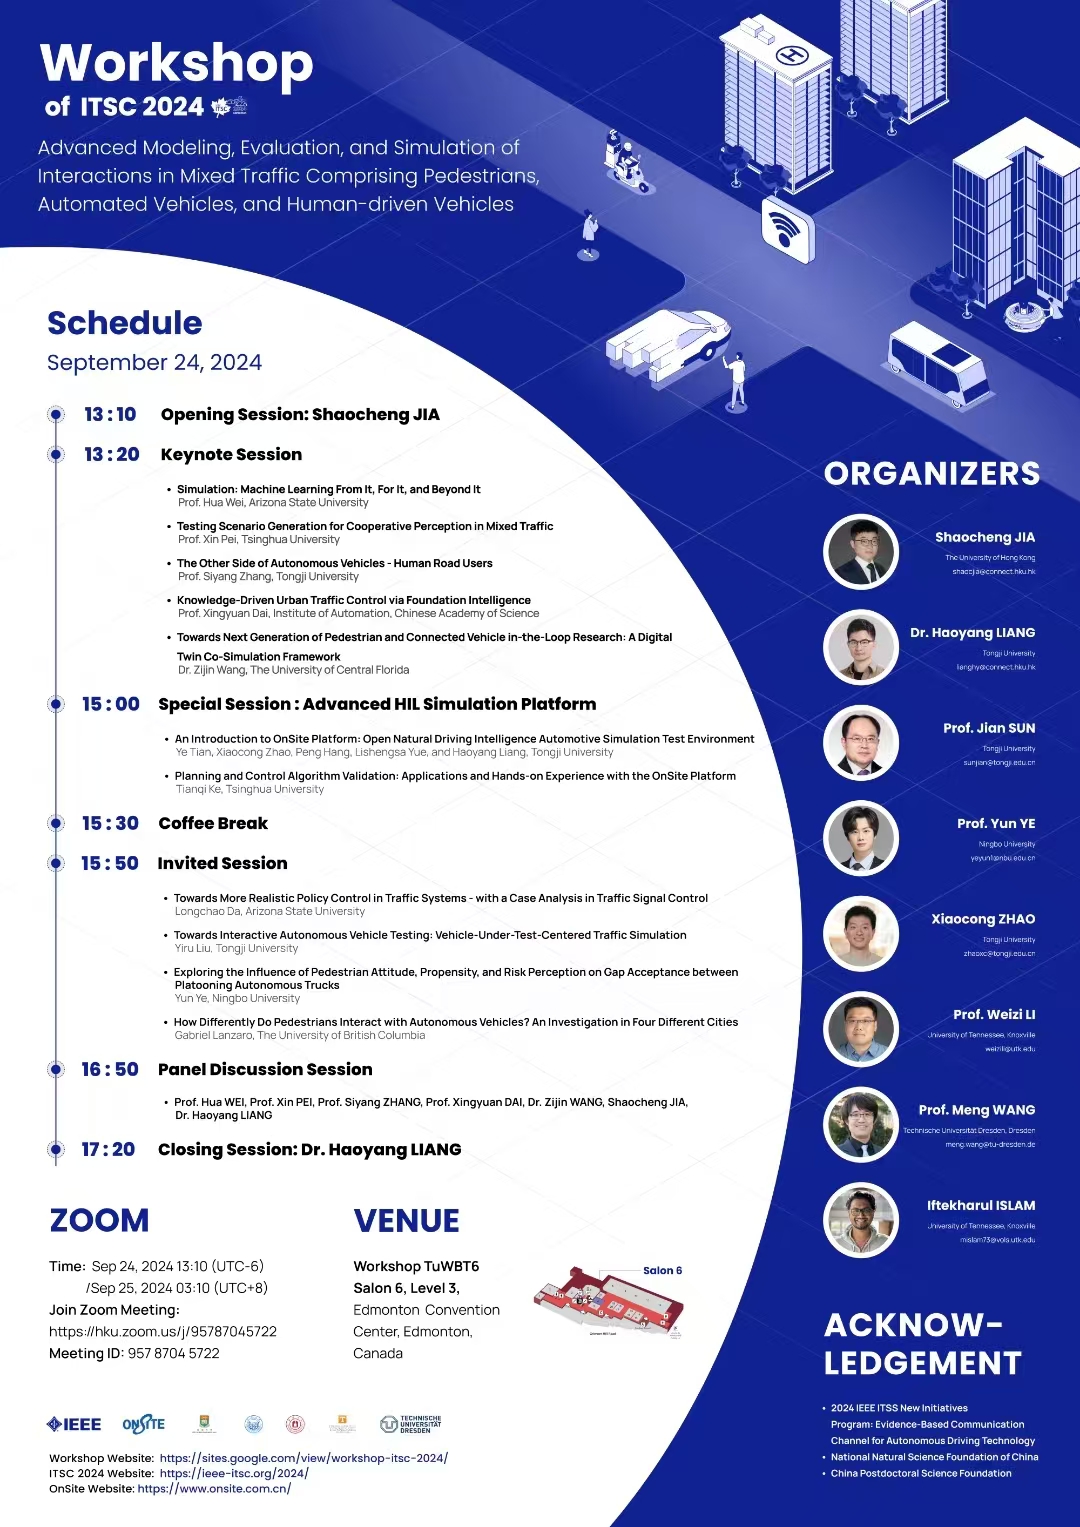 Workshop
of ITSC 2024
Advanced Modeling, Evaluation, and Simulation of
Interactions in Mixed Traffic Comprising Pedestrians,
Automated Vehicles, and Human-driven Vehicles
Schedule
September 24, 2024
13:10 Opening Session: Shaocheng JIA
13:20 Keynote Session
• Simulation: Machine Learning From It, For It, and Beyond It
Prof. Hua Wei, Arizona State University
• Testing Scenario Generation for Cooperative Perception in Mixed Traffic
Prof. Xin Pei, Tsinghua University
• The Other Side of Autonomous Vehicles - Human Road Users
Prof. Siyang Zhang, Tongji University
• Knowledge-Driven Urban Traffic Control via Foundation Intelligence
Prof. Xingyuan Dai, Institute of Automation, Chinese Academy of Science
• Towards Next Generation of Pedestrian and Connected Vehicle in-the-Loop Research: A Digital
Twin Co-Simulation Framework
Dr. Zijin Wang, The University of Central Florida
15:00 Special Session : Advanced HIL Simulation Platform
• An Introduction to OnSite Platform: Open Natural Driving Intelligence Automotive Simulation Test Environment
Ye Tian, Xiaocong Zhao, Peng Hang, Lishengsa Yue, and Haoyang Liang, Tongji University
• Planning and Control Algorithm Validation: Applications and Hands-on Experience with the OnSite Platform
Tianqi Ke, Tsinghua University
15:30 Coffee Break
15:50 Invited Session
• Towards More Realistic Policy Control in Traffic Systems - with a Case Analysis in Traffic Signal Control
Longchao Da, Arizona State University
• Towards Interactive Autonomous Vehicle Testing: Vehicle-Under-Test-Centered Traffic Simulation
Yiru Liu, Tongji University
• Exploring the Influence of Pedestrian Attitude, Propensity, and Risk Perception on Gap Acceptance between
Platooning Autonomous Trucks
Yun Ye, Ningbo University
• How Differently Do Pedestrians Interact with Autonomous Vehicles? An Investigation in Four Different Cities
Gabriel Lanzaro, The University of British Columbia
16:50 Panel Discussion Session
• Prof. Hua WEI, Prof. Xin PEI, Prof. Siyang ZHANG, Prof. Xingyuan DAI, Dr. Zijin WANG, Shaocheng JIA,
Dr. Haoyang LIANG
17:20 Closing Session: Dr. Haoyang LIANG
ZOOM
Time: Sep 24, 2024 13:10 (UTC-6)
/Sep 25, 2024 03:10 (UTC+8)
Join Zoom Meeting:
https://hku.zoom.us/j/95787045722
Meeting ID: 957 8704 5722
VENUE
Workshop TuWBT6
Salon 6, Level 3,
Edmonton Convention
Center, Edmonton,
Canada
Salon 6
IEEE
ONSITE
TECHNISCHE
UNIVERSITÄT
DRESDEN
Workshop Website: https://sites.google.com/view/workshop-itsc-2024/
ITSC 2024 Website: https://ieee-itsc.org/2024/
OnSite Website: https://www.onsite.com.cn/
ORGANIZERS
Shaocheng JIA
The University of Hong Kong
shaocjia@connect.hku.hk
Dr. Haoyang LIANG
Tongji University
lianghy@connect.hku.hk
Prof. Jian SUN
Tongji University
sunjian@tongji.edu.cn
Prof. Yun YE
Ningbo University
yeyun1@nbu.edu.cn
Xiaocong ZHAO
Tongji University
zhaoxc@tongji.edu.cn
Prof. Weizi LI
University of Tennessee, Knoxville
weizili@utk.edu
Prof. Meng WANG
Technische Universität Dresden, Dresden
meng.wang@tu-dresden.de
Iftekharul ISLAM
University of Tennessee, Knoxville
mislam73@vols.utk.edu
ACKNOW-
LEDGEMENT
• 2024 IEEE ITSS New Initiatives
Program: Evidence-Based Communication
Channel for Autonomous Driving Technology
• National Natural Science Foundation of China
• China Postdoctoral Science Foundation